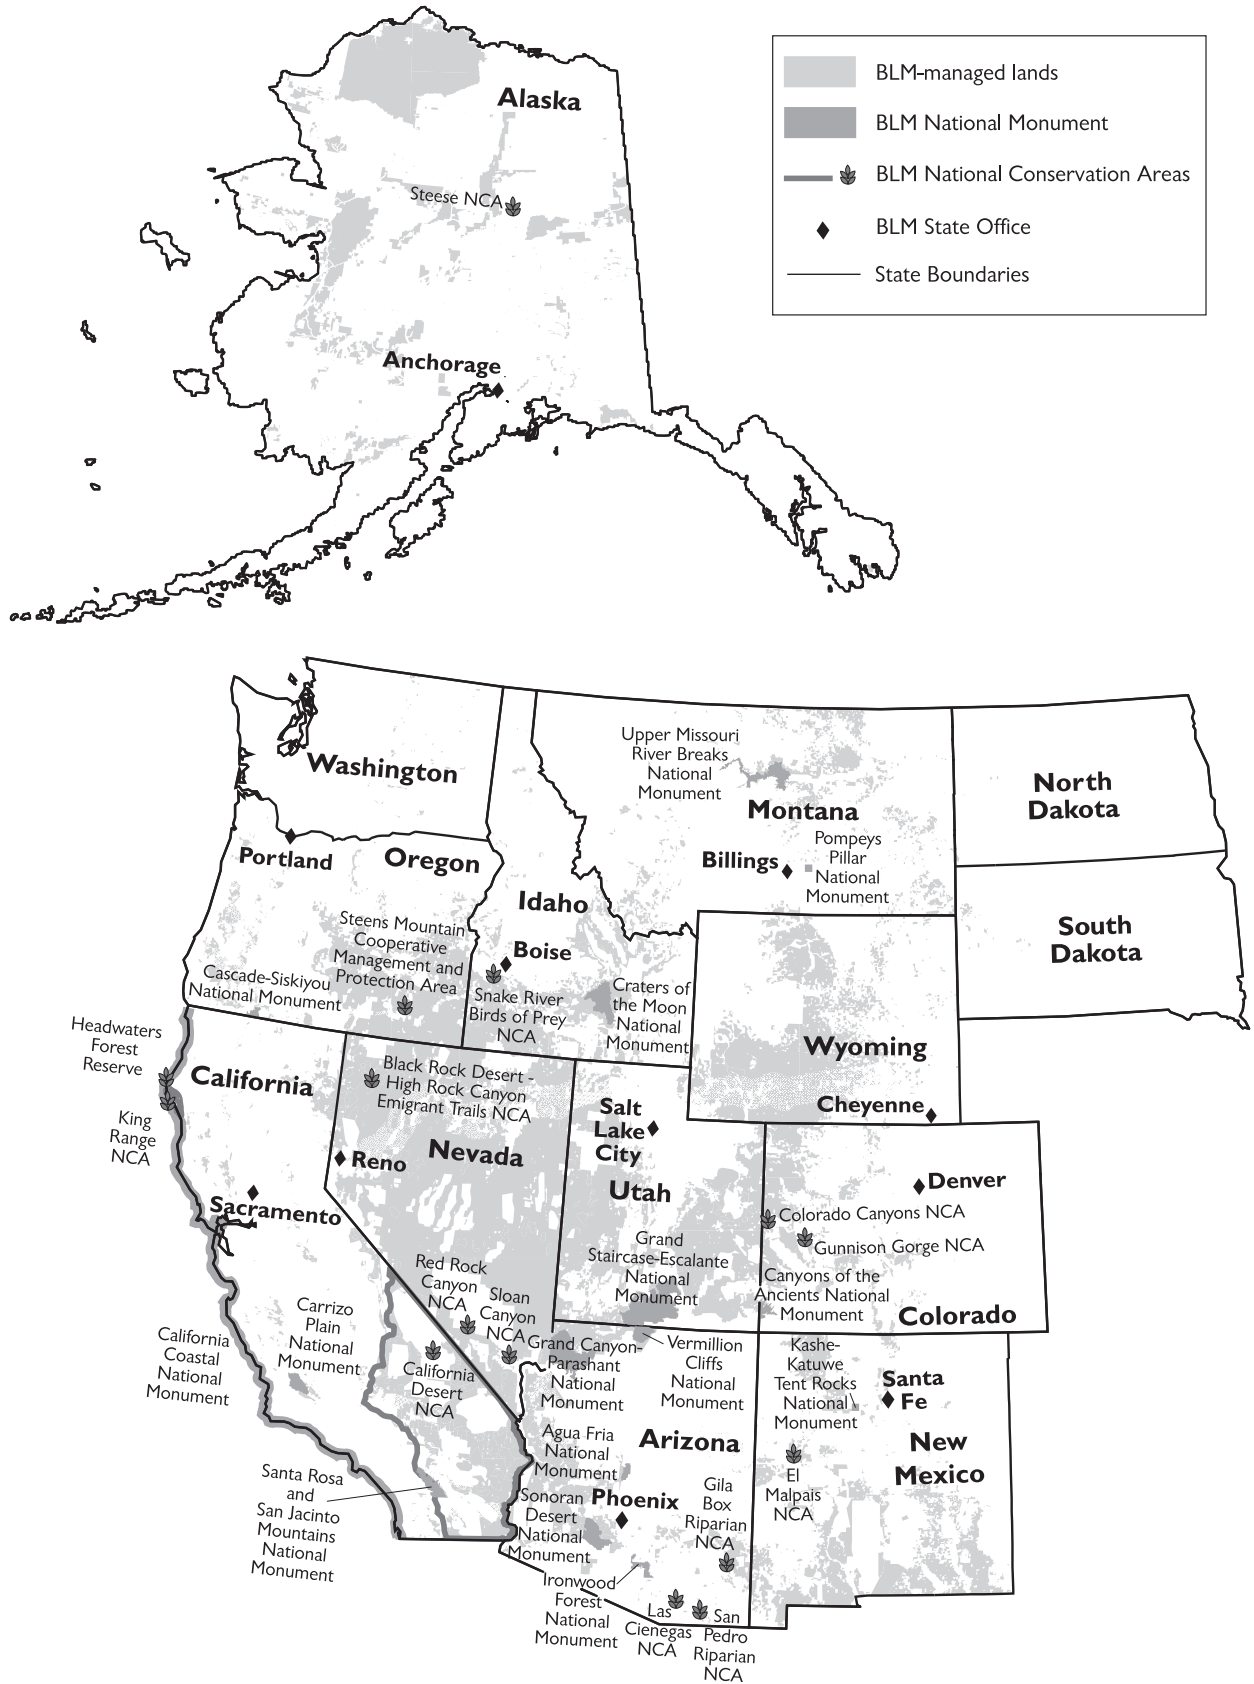 Alaska
Steese NCA
Anchorage
BLM-managed lands
BLM National Monument
BLM National Conservation Areas
BLM State Office
State Boundaries
Washington
Portland
Oregon
Steens Mountain
Cooperative
Management and
Protection Area
Cascade-Siskiyou
National Monument
Idaho
Boise
Snake River
Birds of Prey
NCA
Craters of
the Moon
National
Monument
Upper Missouri
River Breaks
National
Monument
Montana
Billings
Pompeys
Pillar
National
Monument
North
Dakota
South
Dakota
Wyoming
Cheyenne
Headwaters
Forest
Reserve
King
Range
NCA
California
Sacramento
Black Rock Desert -
High Rock Canyon
Emigrant Trails NCA
Nevada
Reno
Red Rock
Canyon
NCA
Sloan
Canyon
NCA
Salt
Lake
City
Utah
Grand
Staircase-Escalante
National
Monument
Denver
Colorado Canyons NCA
Gunnison Gorge NCA
Canyons of the
Ancients National
Monument
Colorado
Carrizo
Plain
National
Monument
California
Coastal
National
Monument
California
Desert
NCA
Santa Rosa
and
San Jacinto
Mountains
National
Monument
Grand Canyon-
Parashant
National
Monument
Vermillion
Cliffs
National
Monument
Agua Fria
National
Monument
Arizona
Sonoran
Desert
National
Monument
Phoenix
Gila
Box
Riparian
NCA
Ironwood
Forest
National
Monument
Las
Cienegas
NCA
San
Pedro
Riparian
NCA
Kashe-
Katuwe
Tent Rocks
National
Monument
Santa
Fe
New
Mexico
El
Malpais
NCA